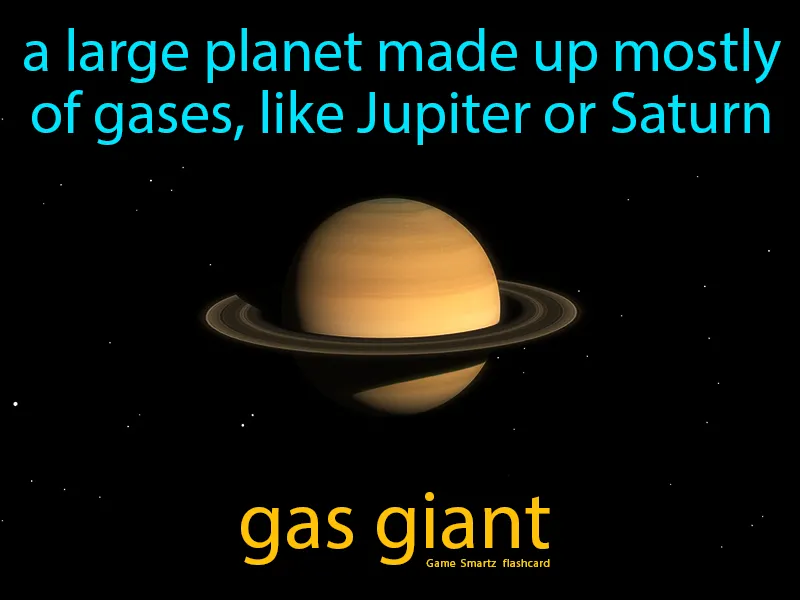 a large planet made up mostly
of gases, like Jupiter or Saturn
gas giant
Game Smartz flashcard